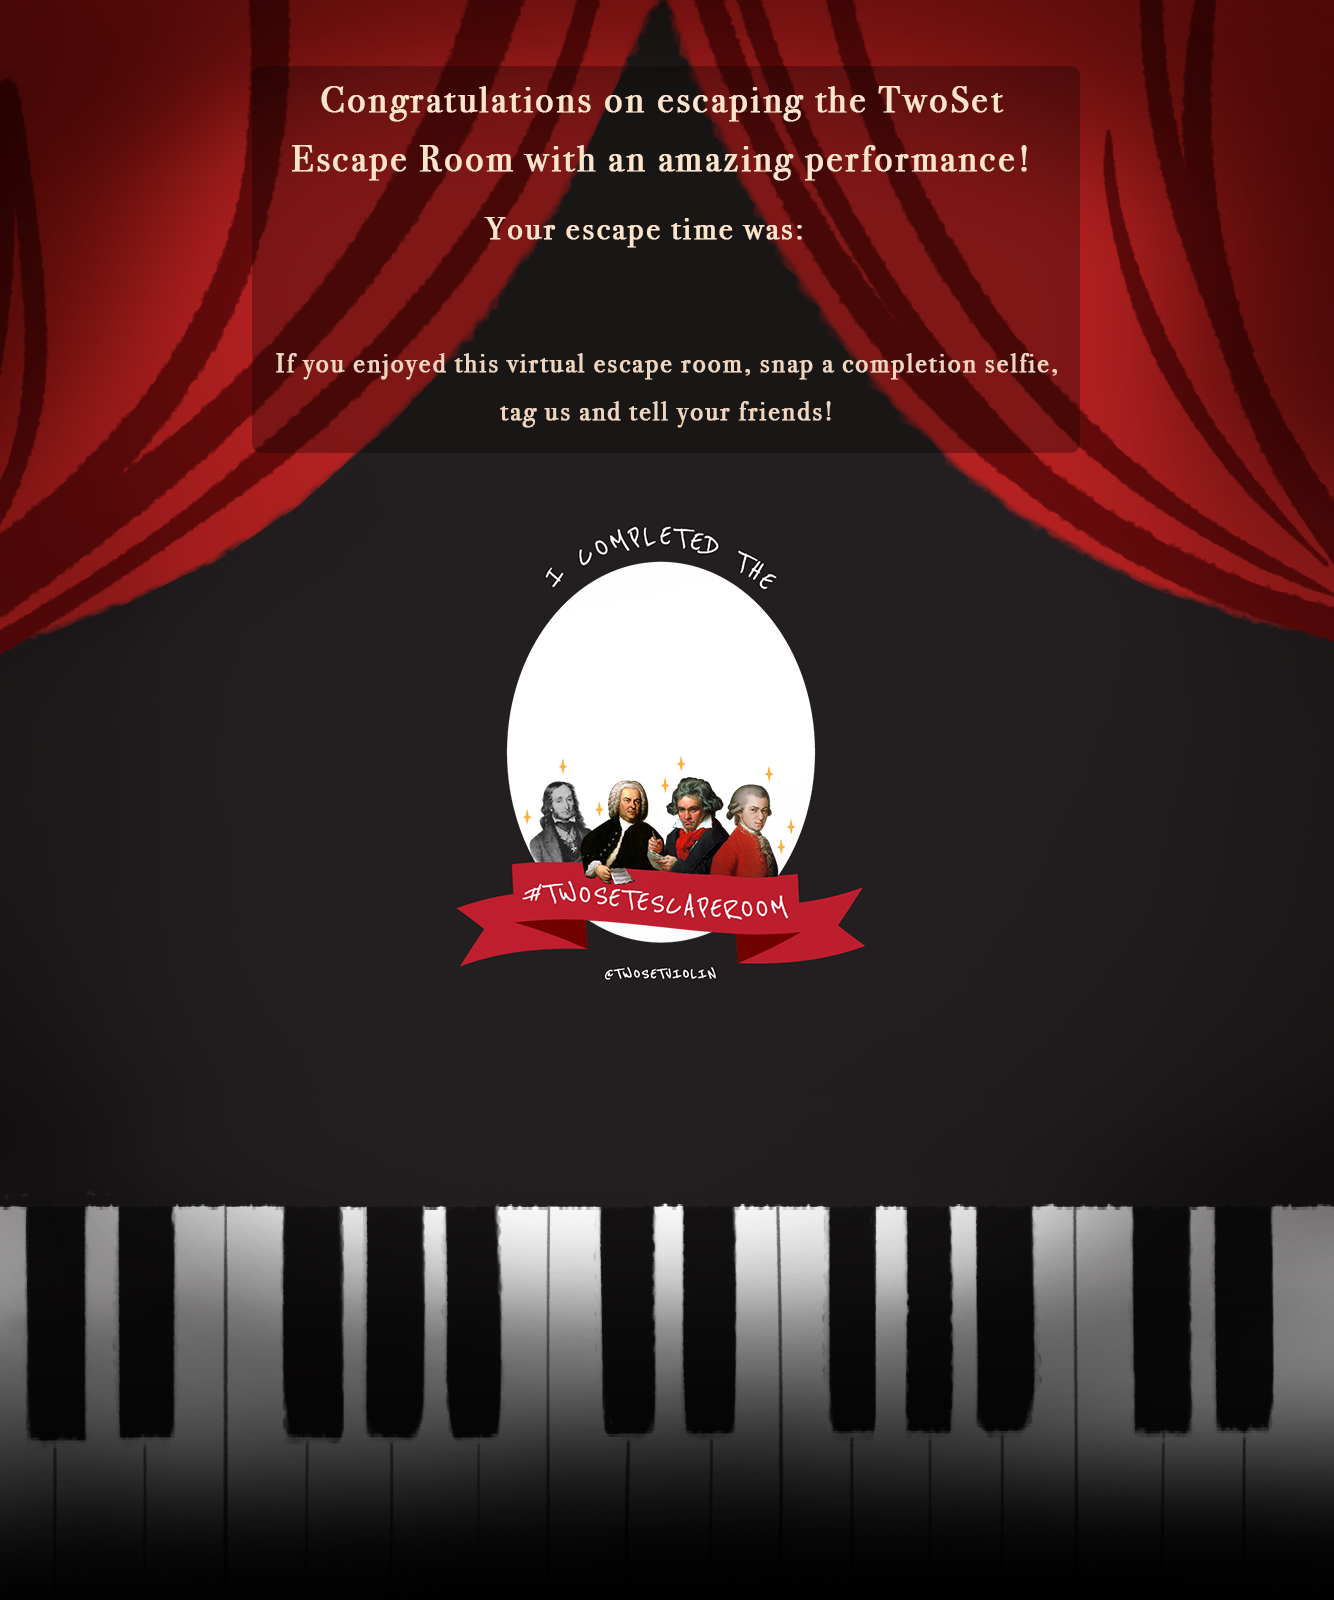 Congratulations on escaping the TwoSet
Escape Room with an amazing performance!
Your escape time was:
If you enjoyed this virtual escape room, snap a completion selfie,
tag us and tell your friends!
I COMPLETED THE
#TWOSETESCAPEROOM
@TWOSETVIOLIN